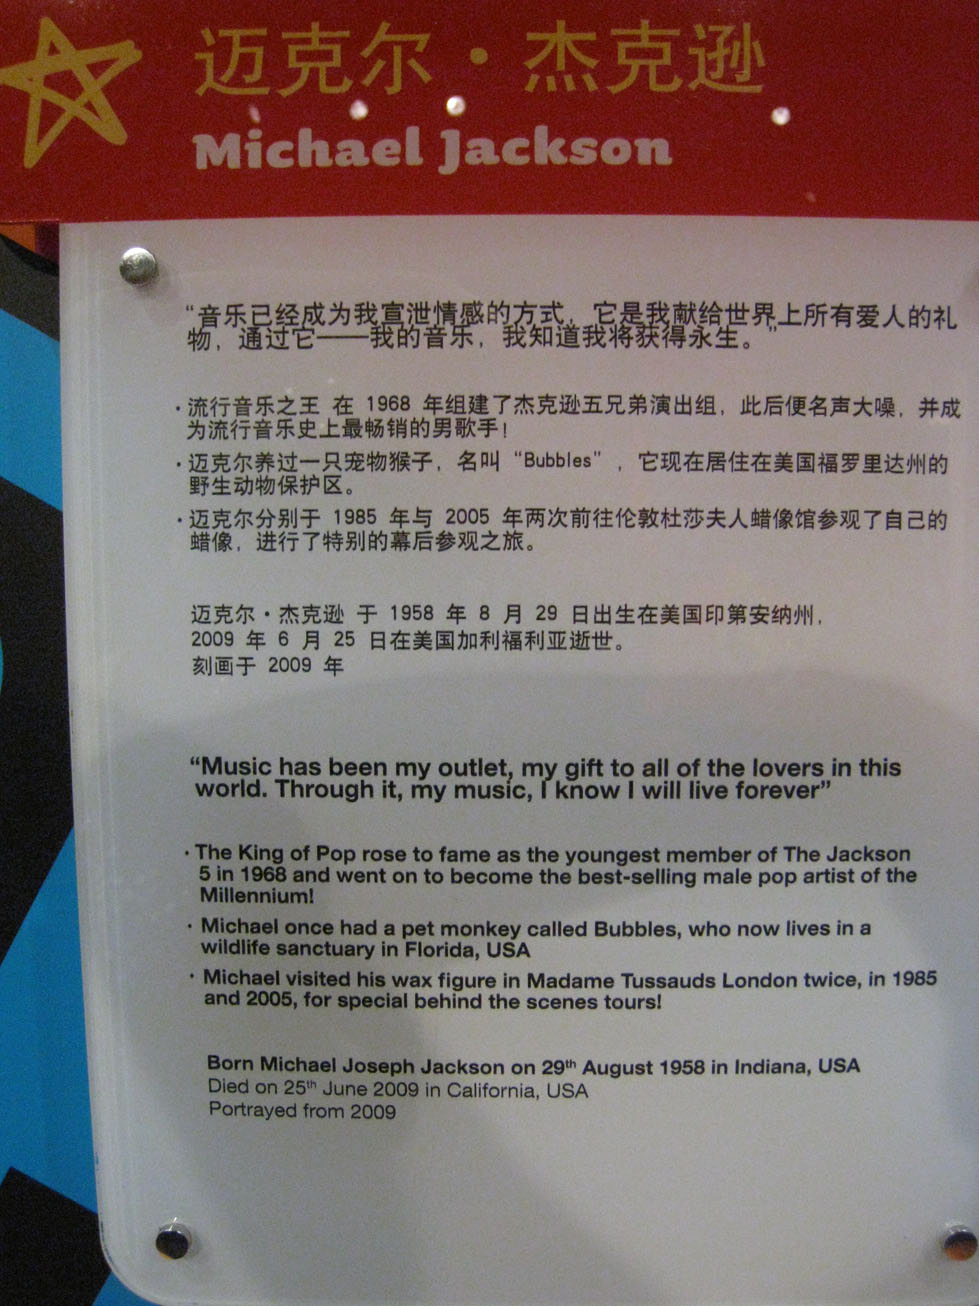 迈克尔·杰克逊
Michael Jackson
“音乐已经成为我宣泄情感的方式，它是我献给世界上所有爱人的礼
物，通过它——我的音乐，我知道我将获得永生。”
·流行音乐之王 在 1968 年组建了杰克逊五兄弟演出组，此后便名声大噪，并成
为流行音乐史上最畅销的男歌手！
·迈克尔养过一只宠物猴子，名叫 “Bubbles” ，它现在居住在美国福罗里达州的
野生动物保护区。
·迈克尔分别于 1985 年与 2005 年两次前往伦敦杜莎夫人蜡像馆参观了自己的
蜡像，进行了特别的幕后参观之旅。
迈克尔·杰克逊 于 1958 年 8 月 29 日出生在美国印第安纳州，
2009 年 6 月 25 日在美国加利福利亚逝世。
刻画于 2009 年
“Music has been my outlet, my gift to all of the lovers in this
world. Through it, my music, I know I will live forever”
· The King of Pop rose to fame as the youngest member of The Jackson
5 in 1968 and went on to become the best-selling male pop artist of the
Millennium!
· Michael once had a pet monkey called Bubbles, who now lives in a
wildlife sanctuary in Florida, USA
· Michael visited his wax figure in Madame Tussauds London twice, in 1985
and 2005, for special behind the scenes tours!
Born Michael Joseph Jackson on 29th August 1958 in Indiana, USA
Died on 25th June 2009 in California, USA
Portrayed from 2009